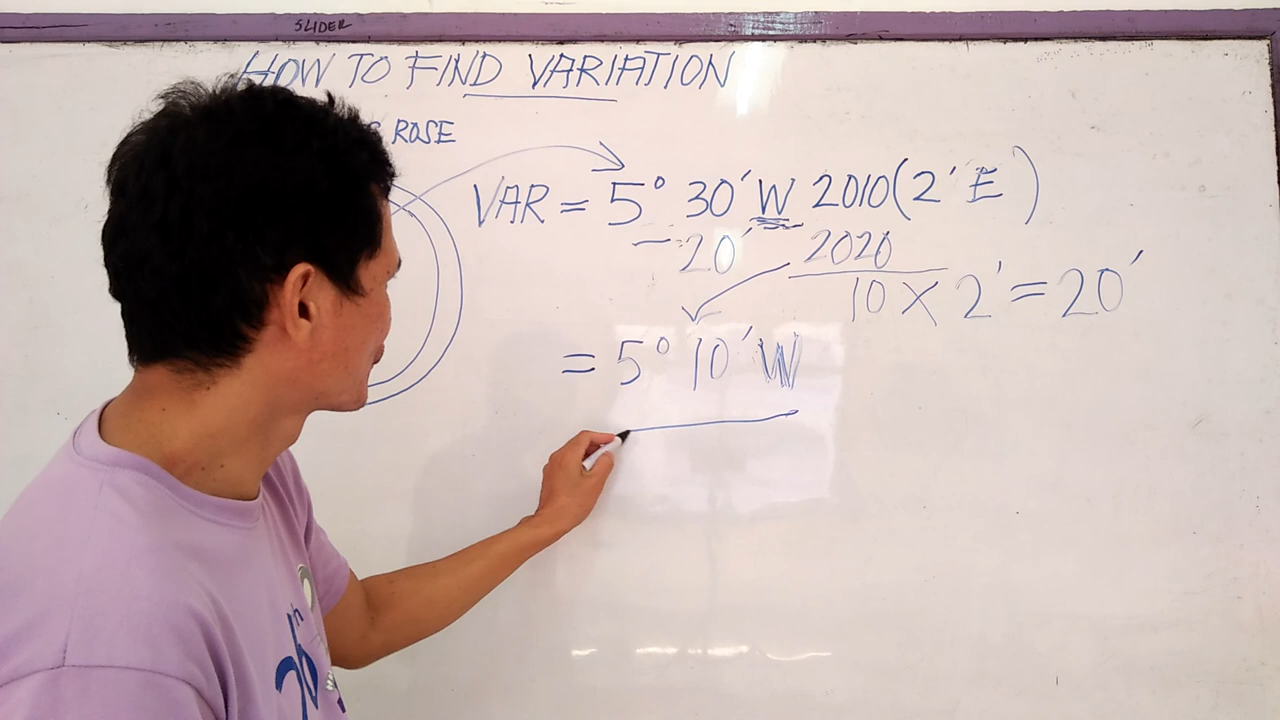 SLIDER
HOW TO FIND VARIATION
ROSE
VAR = 5° 30' W 2010 (2' E)
- 20' 2020
10 X 2' = 20'
= 5° 10' W